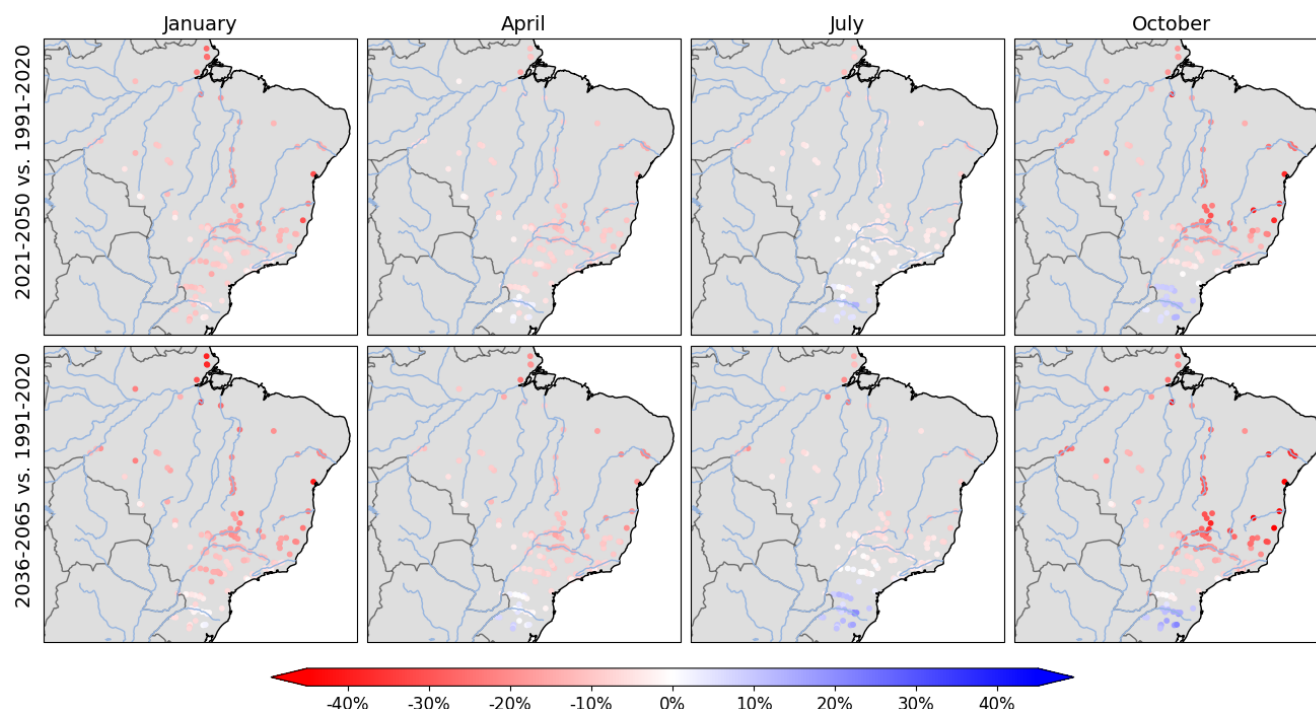 January April July October
2021-2050 vs. 1991-2020
2036-2065 vs. 1991-2020
-40% -30% -20% -10% 0% 10% 20% 30% 40%